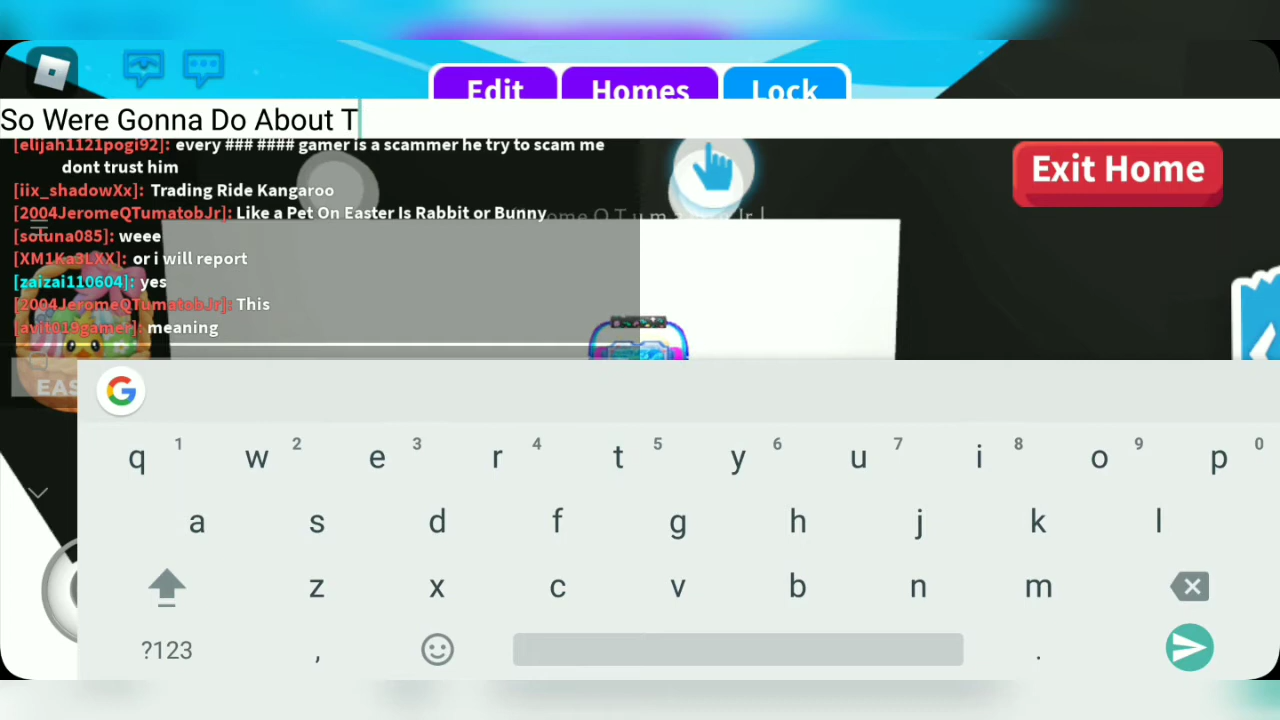 Edit
Homes
Lock
So Were Gonna Do About T
[elijah1121pogi92]: every ### #### gamer is a scammer he try to scam me
dont trust him
[iix_shadowXx]: Trading Ride Kangaroo
[2004JeromeQTumatobJr]: Like a Pet On Easter Is Rabbit or Bunny
[soluna085]: weee
[XM1Ka3LXX]: or i will report
[zaizai110604]: yes
[2004JeromeQTumatobJr]: This
[avit019gamer]: meaning
Exit Home
EAS
q 1 w 2 e 3 r 4 t 5 y 6 u 7 i 8 o 9 p 0
a s d f g h j k l
z x c v b n m
?123 , .